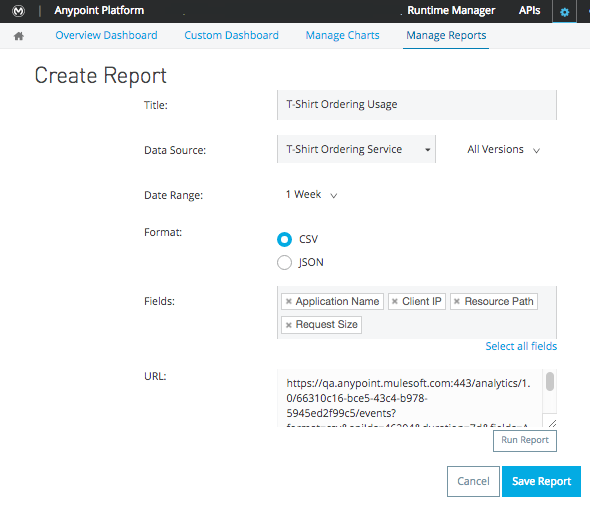 Anypoint Platform Runtime Manager APIs
Overview Dashboard Custom Dashboard Manage Charts Manage Reports
Create Report
Title: T-Shirt Ordering Usage
Data Source: T-Shirt Ordering Service All Versions
Date Range: 1 Week
Format: CSV
JSON
Fields: × Application Name × Client IP × Resource Path
× Request Size
Select all fields
URL: https://qa.anypoint.mulesoft.com:443/analytics/1.
0/66310c16-bce5-43c4-b978-
5945ed2f99c5/events?
Run Report
Cancel Save Report